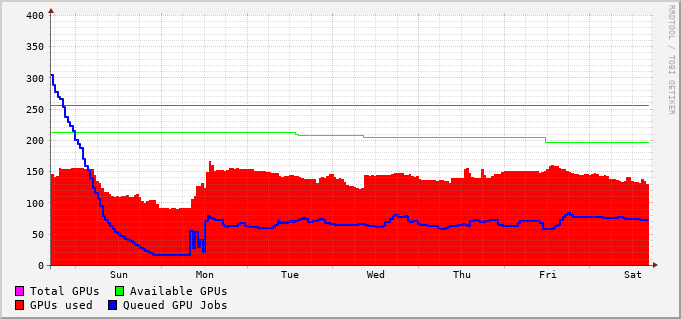 RRDTOOL / TOBI OETIKER
400
350
300
250
200
150
100
50
0
Sun Mon Tue Wed Thu Fri Sat
Total GPUs Available GPUs
GPUs used Queued GPU Jobs